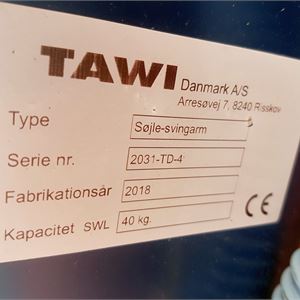 TAWI Danmark A/S
Arresøvej 7, 8240 Risskov
Type Søjle-svingarm
Serie nr. 2031-TD-4
Fabrikationsår 2018
Kapacitet SWL 40 kg.
CE